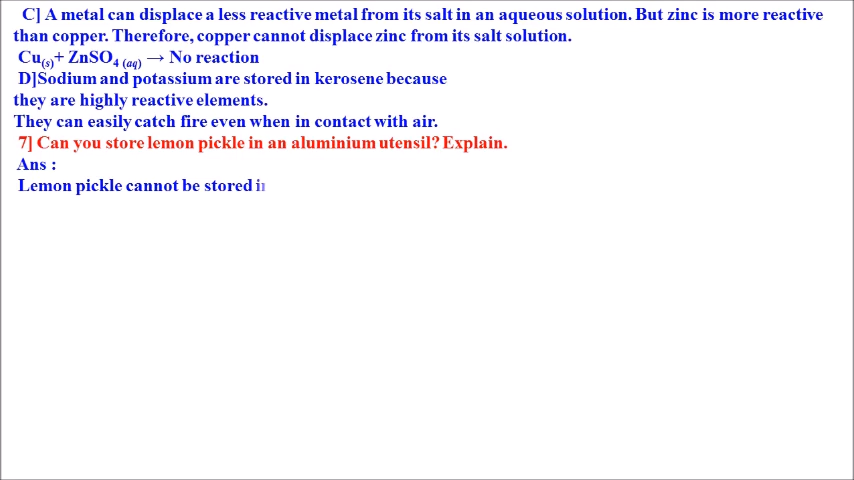 C] A metal can displace a less reactive metal from its salt in an aqueous solution. But zinc is more reactive
than copper. Therefore, copper cannot displace zinc from its salt solution.
Cu(s)+ ZnSO4 (aq) → No reaction
D]Sodium and potassium are stored in kerosene because
they are highly reactive elements.
They can easily catch fire even when in contact with air.
7] Can you store lemon pickle in an aluminium utensil? Explain.
Ans :
Lemon pickle cannot be stored